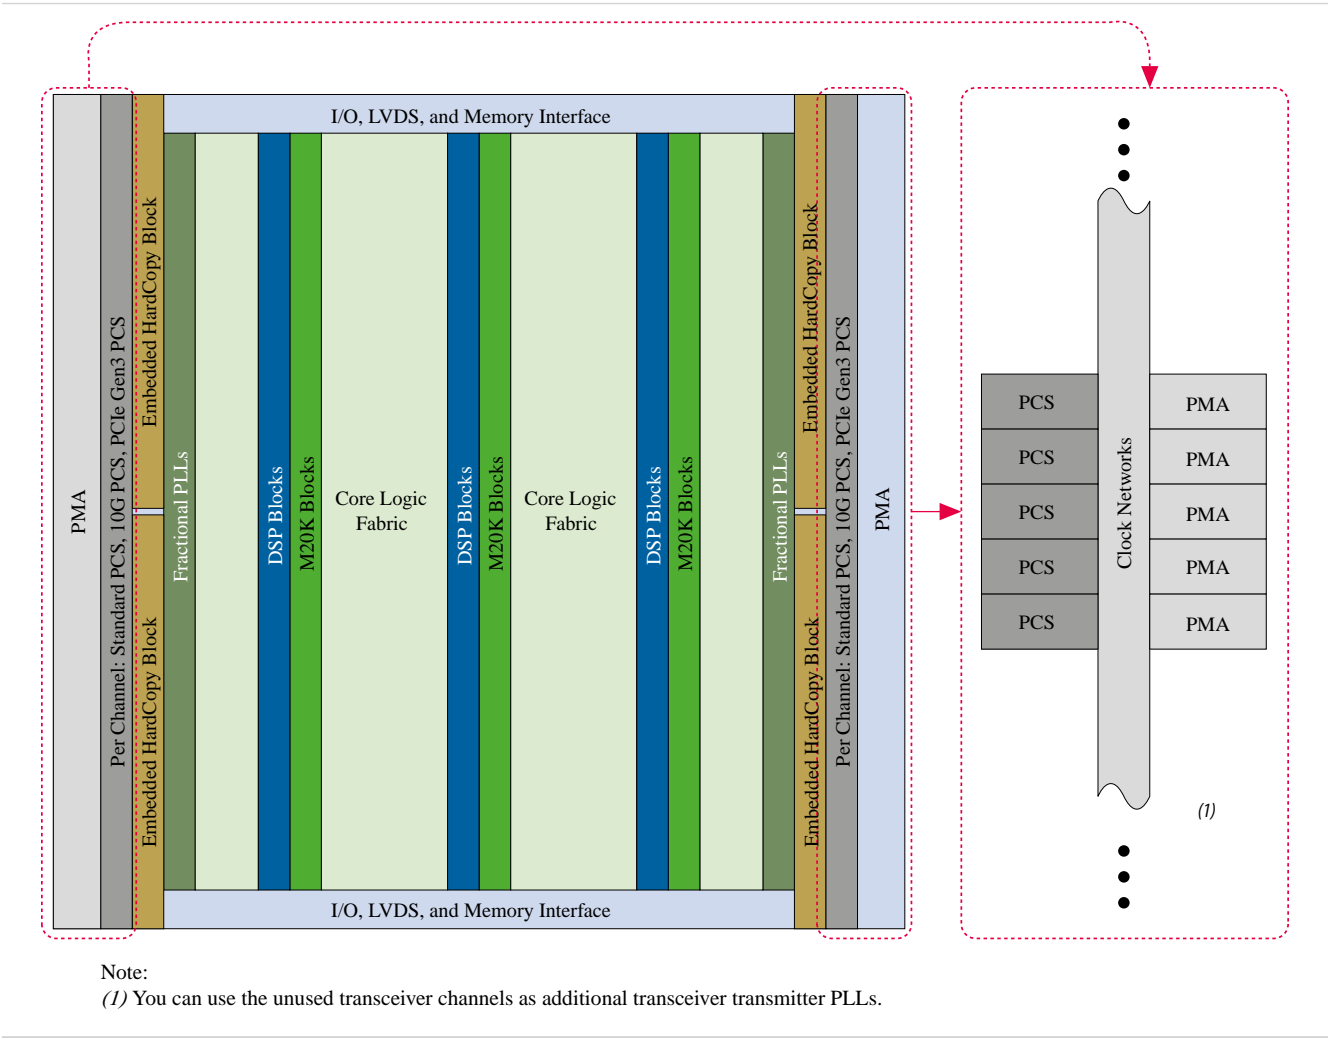 I/O, LVDS, and Memory Interface
PMA
Per Channel: Standard PCS, 10G PCS, PCIe Gen3 PCS
Embedded HardCopy Block
Embedded HardCopy Block
Fractional PLLs
DSP Blocks
M20K Blocks
Core Logic
Fabric
DSP Blocks
M20K Blocks
Core Logic
Fabric
DSP Blocks
M20K Blocks
Fractional PLLs
Embedded HardCopy Block
Embedded HardCopy Block
Per Channel: Standard PCS, 10G PCS, PCIe Gen3 PCS
PMA
I/O, LVDS, and Memory Interface
PCS
PCS
PCS
PCS
PCS
Clock Networks
PMA
PMA
PMA
PMA
PMA
(1)
Note:
(1) You can use the unused transceiver channels as additional transceiver transmitter PLLs.